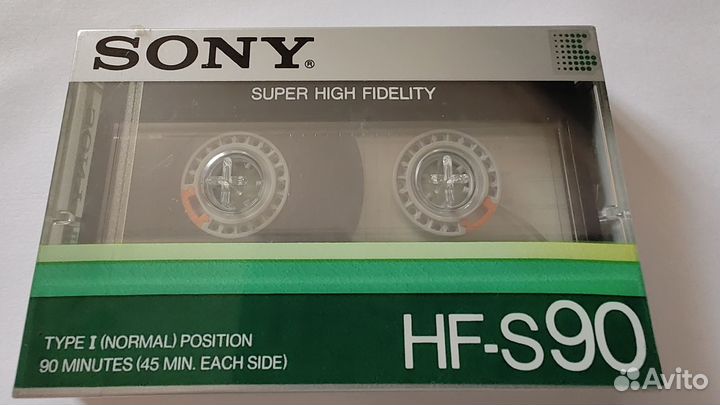 SONY®
SUPER HIGH FIDELITY
TYPE I (NORMAL) POSITION
90 MINUTES (45 MIN. EACH SIDE)
HF-S90
Avito